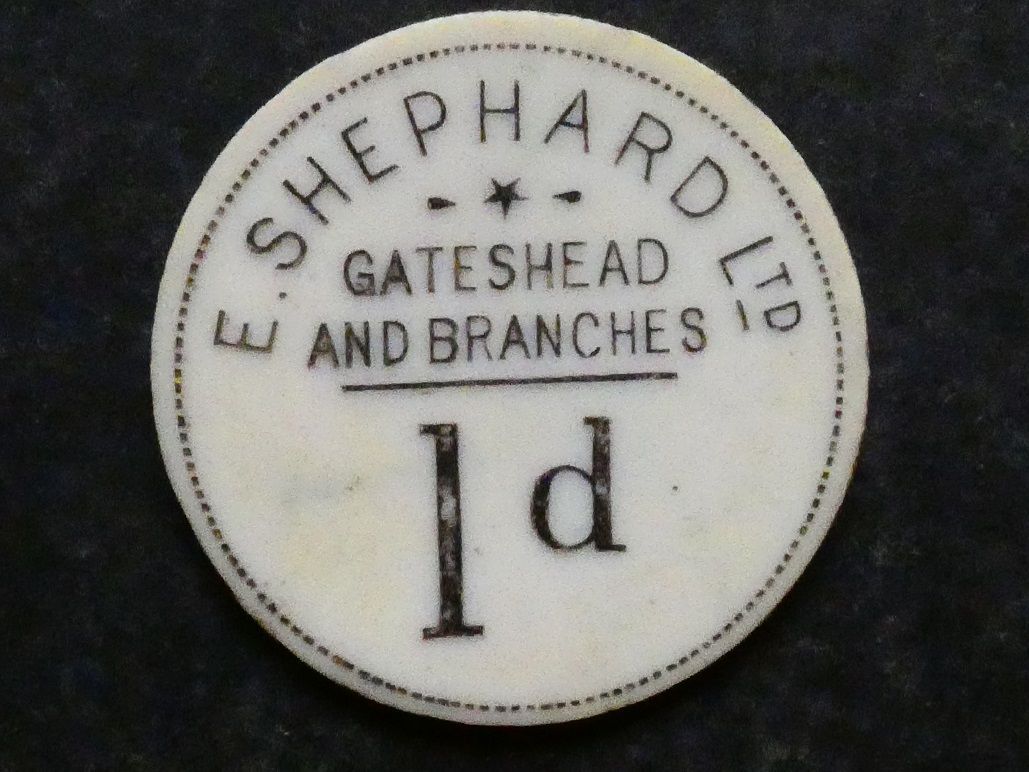 E. SHEPHARD LTD
GATESHEAD
AND BRANCHES
1d